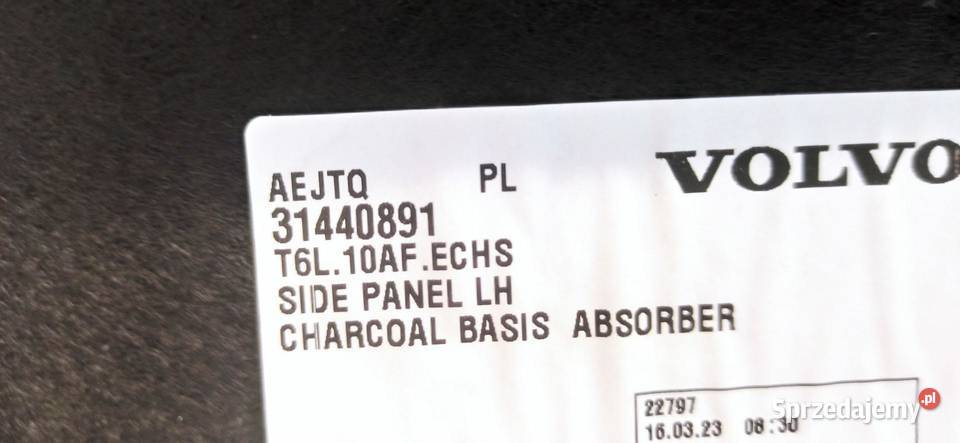 AEJTQ PL VOLVO
31440891
T6L.10AF.ECHS
SIDE PANEL LH
CHARCOAL BASIS ABSORBER
22797
16.03.23 08:30
Sprzedajemy.pl